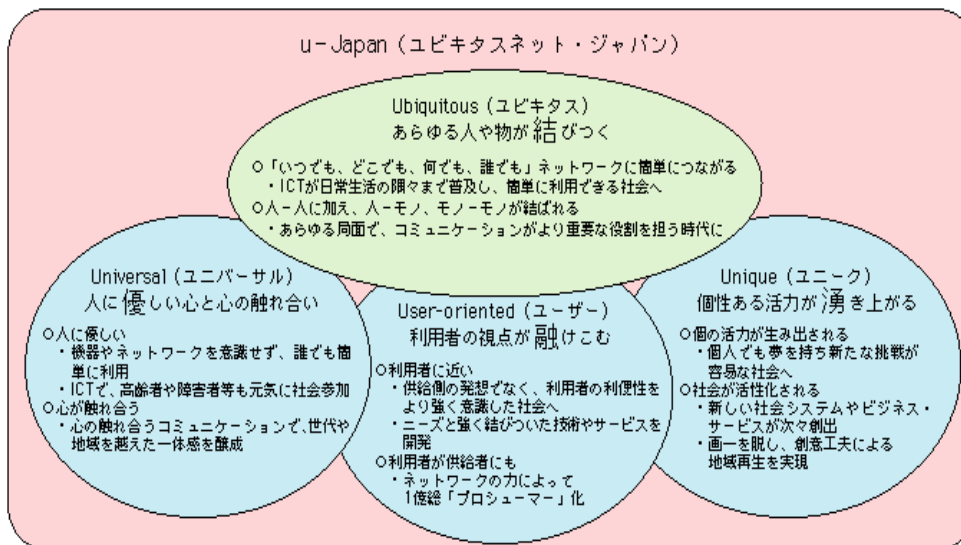 u-Japan（ユビキタスネット・ジャパン）
Ubiquitous（ユビキタス）
あらゆる人や物が結びつく
○「いつでも、どこでも、何でも、誰でも」ネットワークに簡単につながる
・ICTが日常生活の隅々まで普及し、簡単に利用できる社会へ
○人－人に加え、人－モノ、モノ－モノが結ばれる
・あらゆる局面で、コミュニケーションがより重要な役割を担う時代に
Universal（ユニバーサル）
人に優しい心と心の触れ合い
○人に優しい
・機器やネットワークを意識せず、誰でも簡
単に利用
・ICTで、高齢者や障害者等も元気に社会参加
○心が触れ合う
・心の触れ合うコミュニケーションで、世代や
地域を越えた一体感を醸成
User-oriented（ユーザー）
利用者の視点が融けこむ
○利用者に近い
・供給側の発想でなく、利用者の利便性を
より強く意識した社会へ
・ニーズと強く結びついた技術やサービスを
開発
○利用者が供給者にも
・ネットワークの力によって
1億総「プロシューマー」化
Unique（ユニーク）
個性ある活力が湧き上がる
○個の活力が生み出される
・個人でも夢を持ち新たな挑戦が
容易な社会へ
○社会が活性化される
・新しい社会システムやビジネス・
サービスが次々創出
・画一を脱し、創意工夫による
地域再生を実現